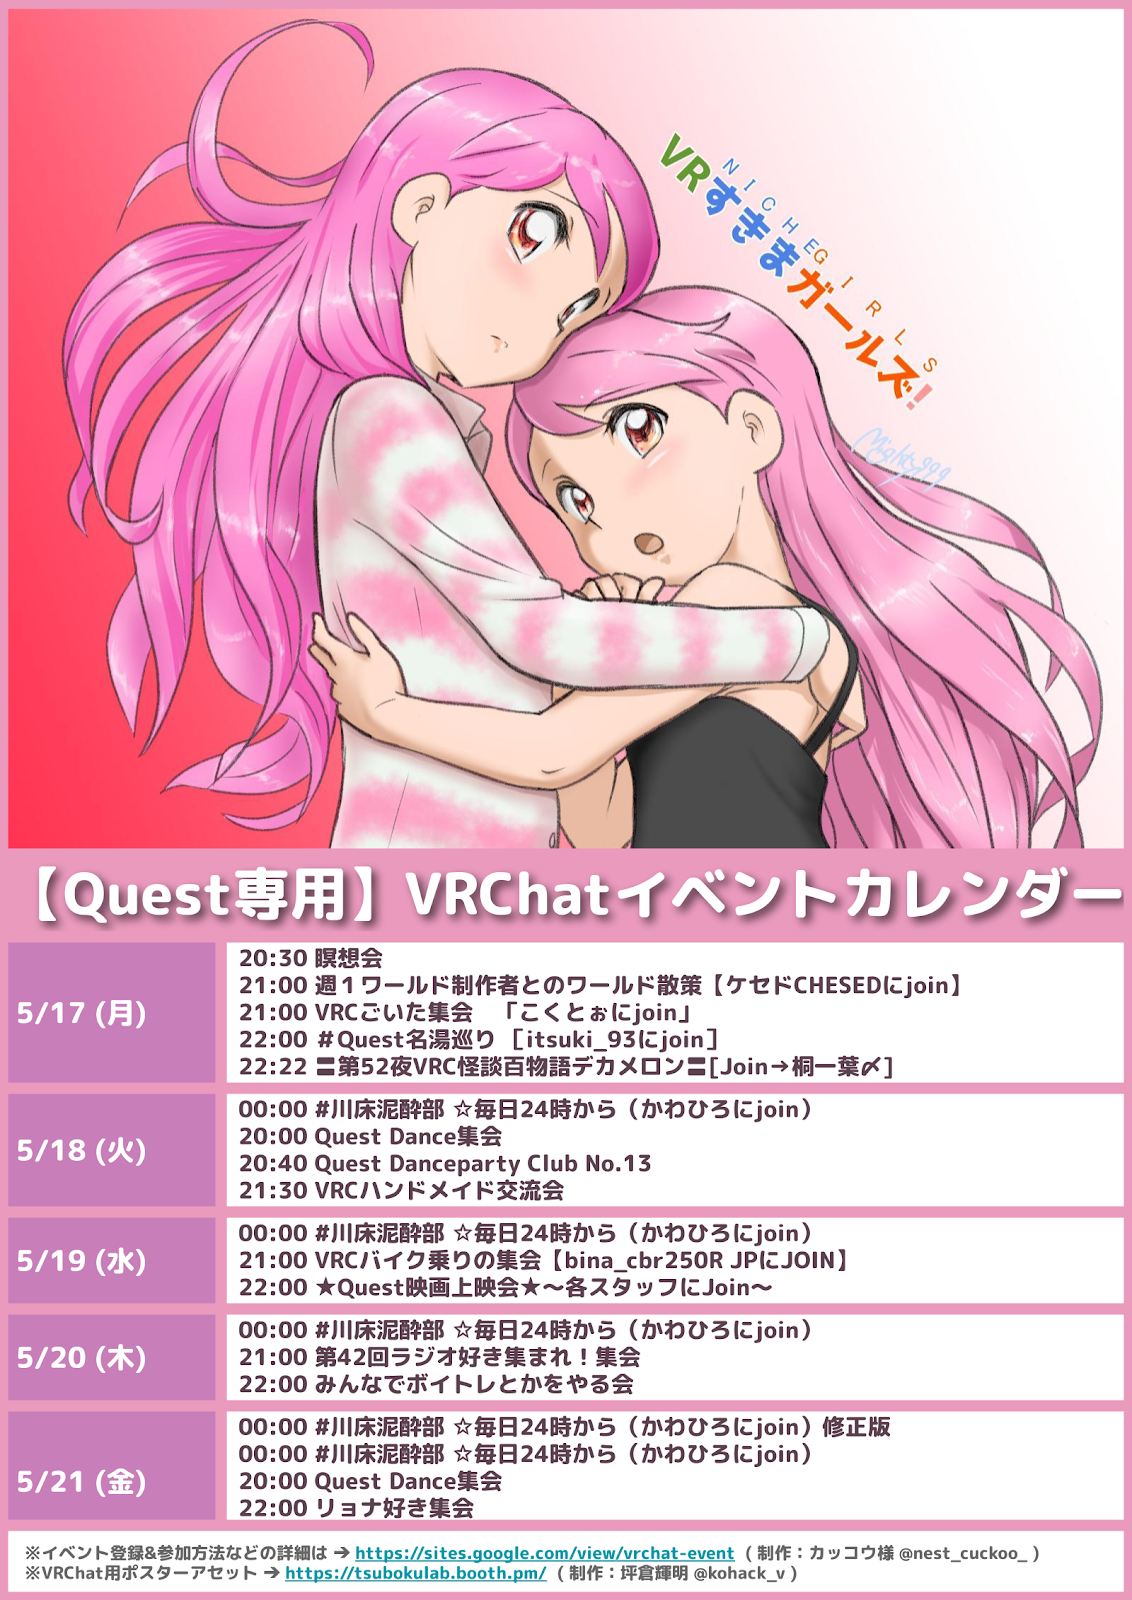 NICHE GIRLS
VRすきまガールズ!
Mighty999
【Quest専用】VRChatイベントカレンダー
5/17 (月)
20:30 瞑想会
21:00 週１ワールド制作者とのワールド散策【ケセドCHESEDにjoin】
21:00 VRCごいた集会　「こくとぉにjoin」
22:00 ＃Quest名湯巡り ［itsuki_93にjoin］
22:22 〓第52夜VRC怪談百物語デカメロン〓[Join→桐一葉〆]
5/18 (火)
00:00 #川床泥酔部 ☆毎日24時から（かわひろにjoin）
20:00 Quest Dance集会
20:40 Quest Danceparty Club No.13
21:30 VRCハンドメイド交流会
5/19 (水)
00:00 #川床泥酔部 ☆毎日24時から（かわひろにjoin）
21:00 VRCバイク乗りの集会【bina_cbr250R JPにJOIN】
22:00 ★Quest映画上映会★～各スタッフにJoin～
5/20 (木)
00:00 #川床泥酔部 ☆毎日24時から（かわひろにjoin）
21:00 第42回ラジオ好き集まれ！集会
22:00 みんなでボイトレとかをやる会
5/21 (金)
00:00 #川床泥酔部 ☆毎日24時から（かわひろにjoin）修正版
00:00 #川床泥酔部 ☆毎日24時から（かわひろにjoin）
20:00 Quest Dance集会
22:00 リョナ好き集会
※イベント登録&参加方法などの詳細は → https://sites.google.com/view/vrchat-event ( 制作：カッコウ様 @nest_cuckoo_ )
※VRChat用ポスターアセット → https://tsubokulab.booth.pm/ ( 制作：坪倉輝明 @kohack_v )